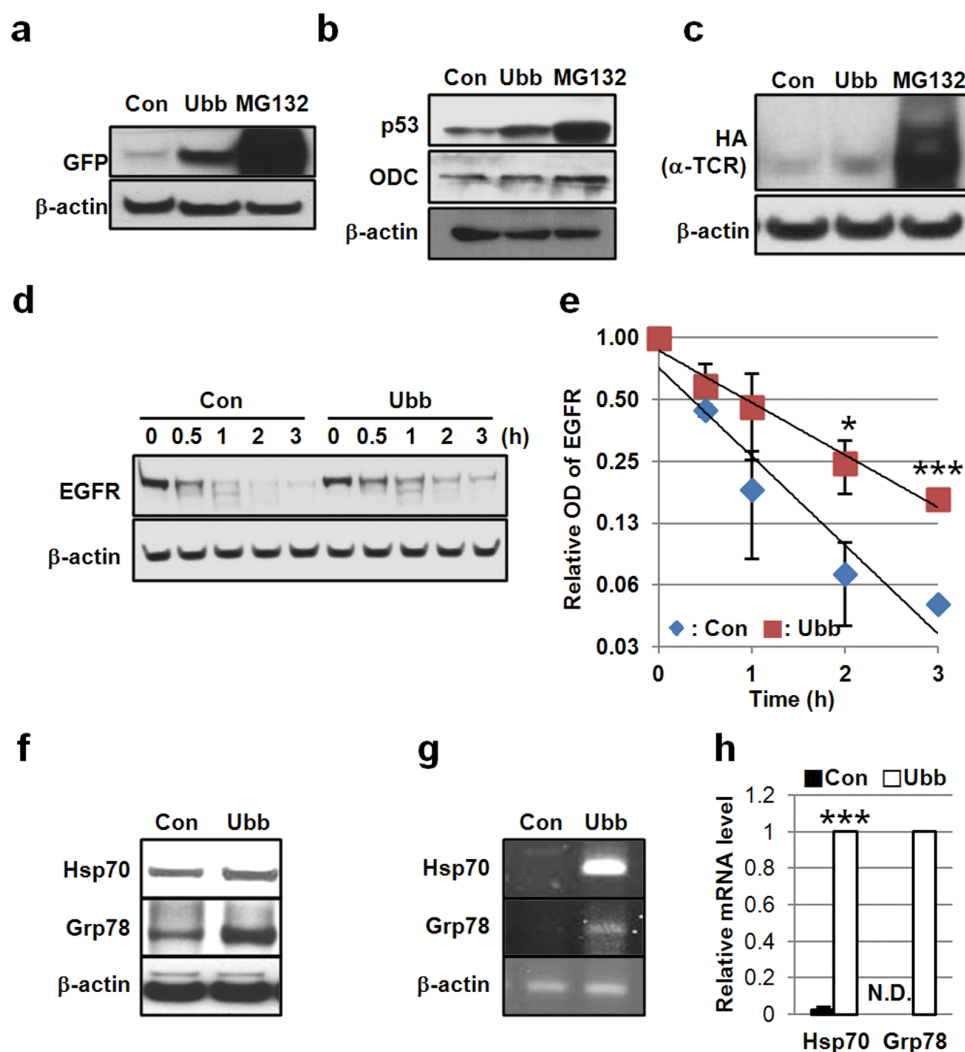 a
Con Ubb MG132
GFP
β-actin
b
Con Ubb MG132
p53
ODC
β-actin
c
Con Ubb MG132
HA
(α-TCR)
β-actin
d
Con Ubb
0 0.5 1 2 3 0 0.5 1 2 3 (h)
EGFR
β-actin
e
Relative OD of EGFR
1.00
0.50
0.25
0.13
0.06
0.03
*
***
: Con : Ubb
0 1 2 3
Time (h)
f
Con Ubb
Hsp70
Grp78
β-actin
g
Con Ubb
Hsp70
Grp78
β-actin
h
Con Ubb
Relative mRNA level
1.2
1
0.8
0.6
0.4
0.2
0
***
N.D.
Hsp70 Grp78